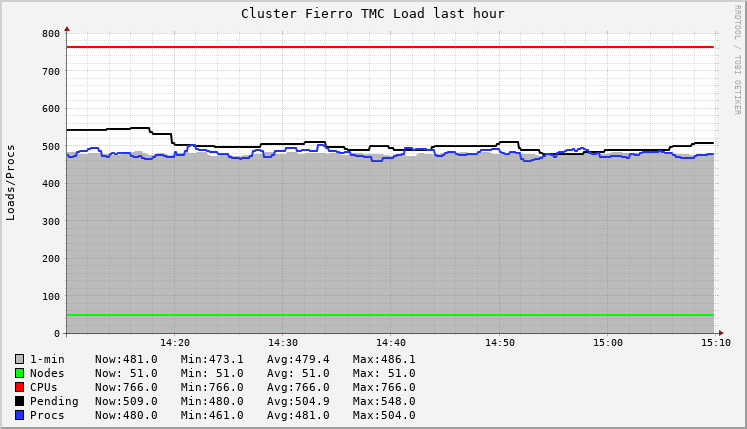 Cluster Fierro TMC Load last hour
RRDTOOL / TOBI OETIKER
Loads/Procs
800
700
600
500
400
300
200
100
0
14:20 14:30 14:40 14:50 15:00 15:10
1-min Now:481.0 Min:473.1 Avg:479.4 Max:486.1
Nodes Now: 51.0 Min: 51.0 Avg: 51.0 Max: 51.0
CPUs Now:766.0 Min:766.0 Avg:766.0 Max:766.0
Pending Now:509.0 Min:480.0 Avg:504.9 Max:548.0
Procs Now:480.0 Min:461.0 Avg:481.0 Max:504.0